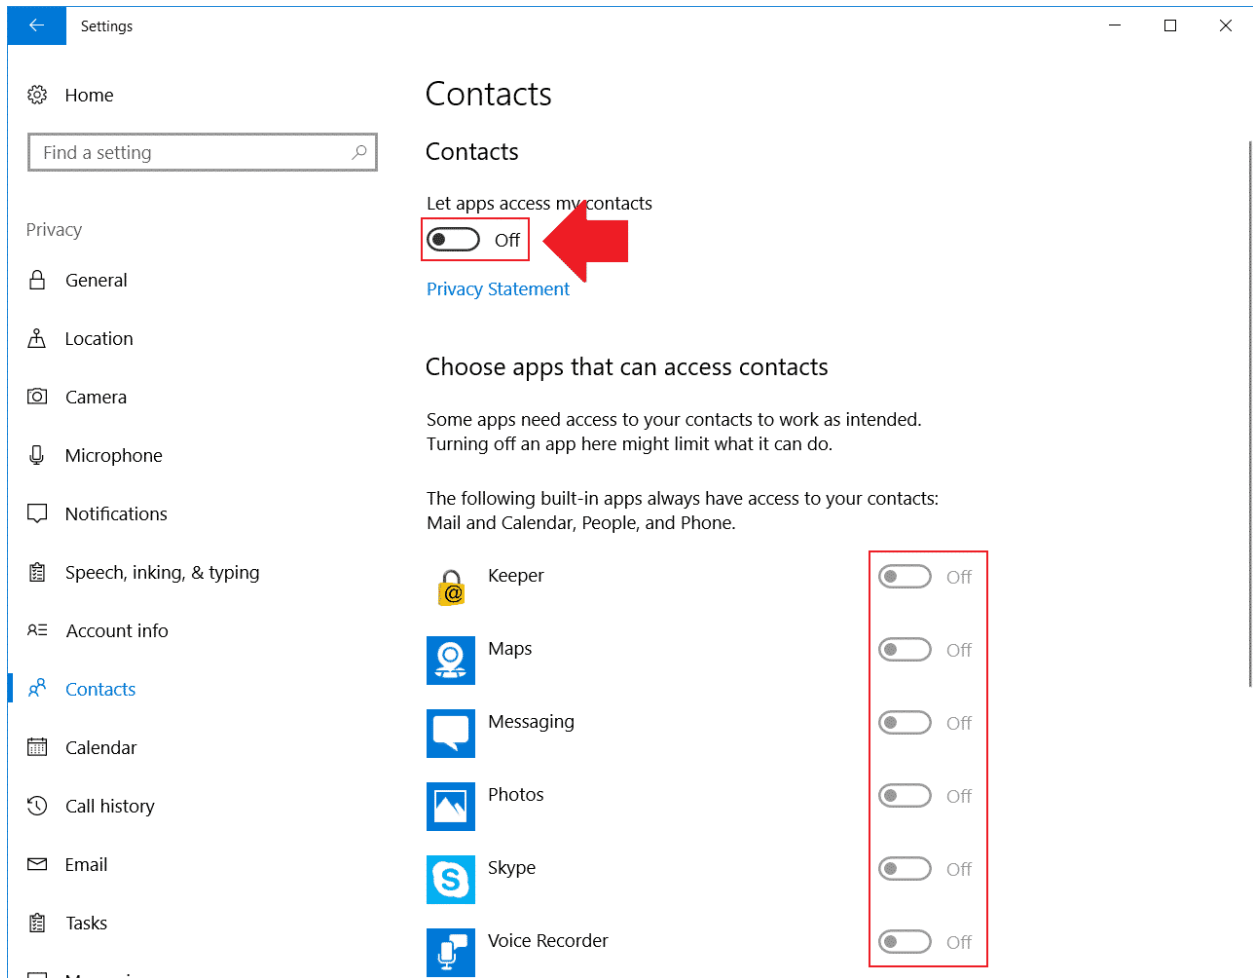 Settings
Home
Find a setting
Privacy
General
Location
Camera
Microphone
Notifications
Speech, inking, & typing
Account info
Contacts
Calendar
Call history
Email
Tasks
Contacts
Contacts
Let apps access my contacts
Off
Privacy Statement
Choose apps that can access contacts
Some apps need access to your contacts to work as intended.
Turning off an app here might limit what it can do.
The following built-in apps always have access to your contacts:
Mail and Calendar, People, and Phone.
Keeper Off
Maps Off
Messaging Off
Photos Off
Skype Off
Voice Recorder Off